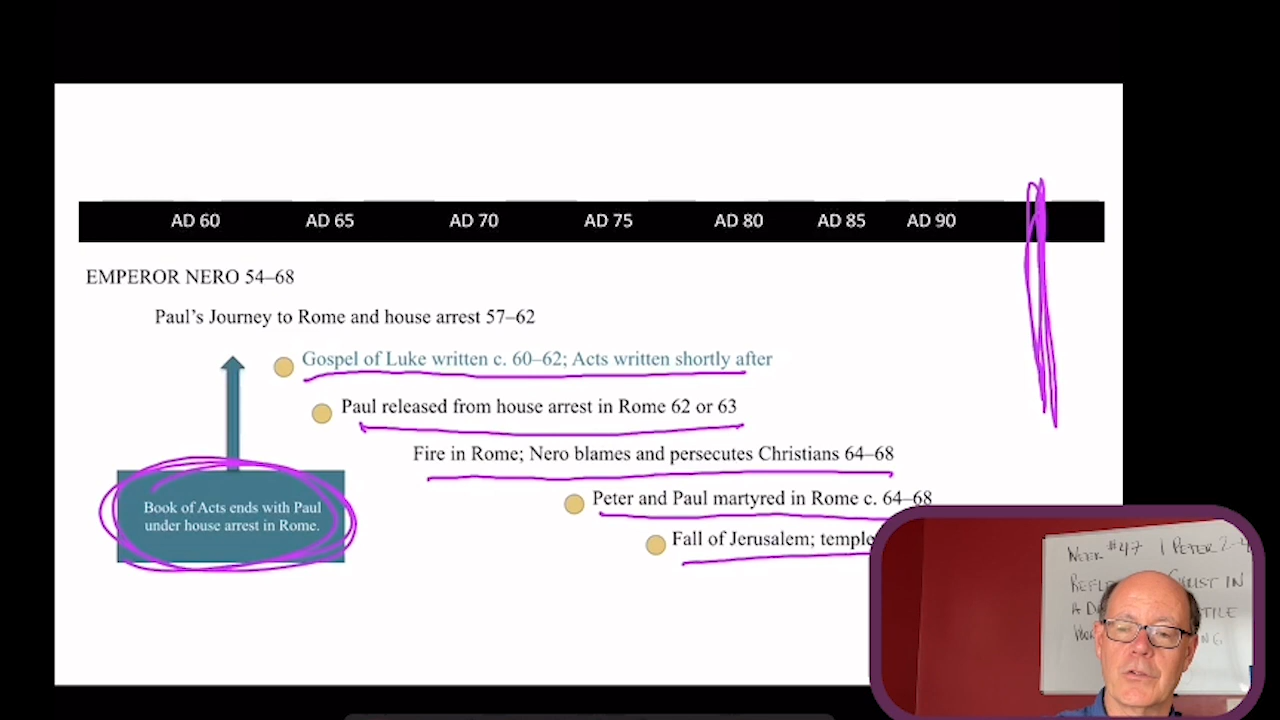 AD 60 AD 65 AD 70 AD 75 AD 80 AD 85 AD 90
EMPEROR NERO 54–68
Paul’s Journey to Rome and house arrest 57–62
Gospel of Luke written c. 60–62; Acts written shortly after
Paul released from house arrest in Rome 62 or 63
Fire in Rome; Nero blames and persecutes Christians 64–68
Peter and Paul martyred in Rome c. 64–68
Fall of Jerusalem; temple
Book of Acts ends with Paul
under house arrest in Rome.
WEEK #47 1 PETER 2-4
CHRIST IN